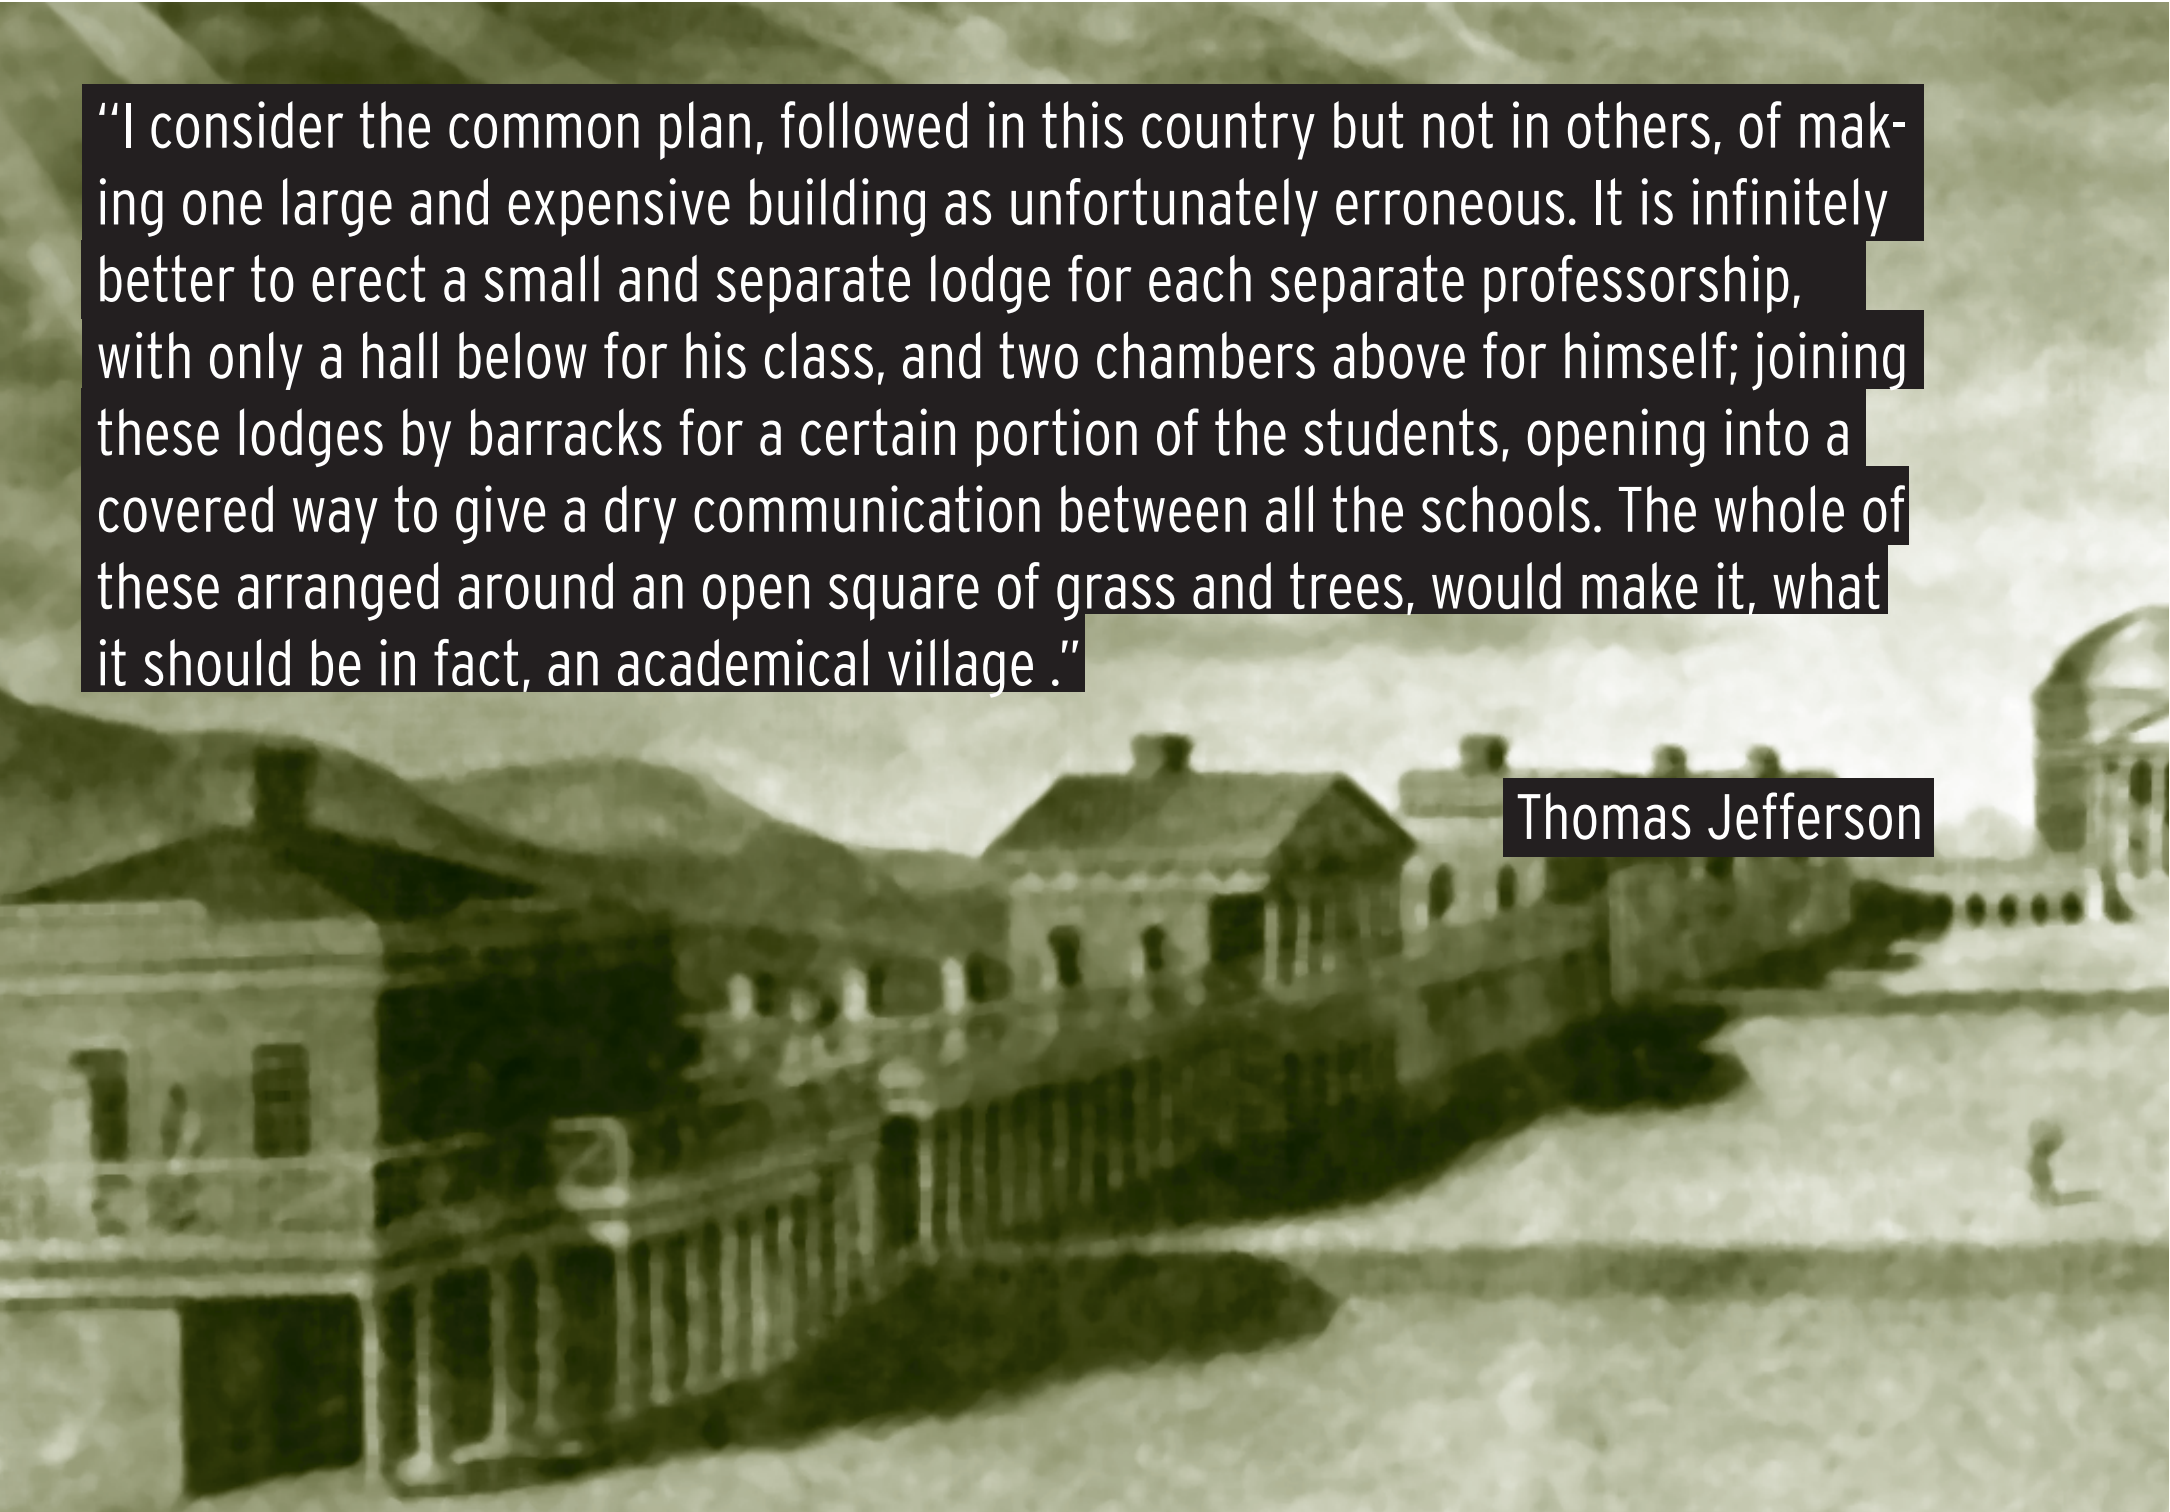 “I consider the common plan, followed in this country but not in others, of mak-
ing one large and expensive building as unfortunately erroneous. It is infinitely
better to erect a small and separate lodge for each separate professorship,
with only a hall below for his class, and two chambers above for himself; joining
these lodges by barracks for a certain portion of the students, opening into a
covered way to give a dry communication between all the schools. The whole of
these arranged around an open square of grass and trees, would make it, what
it should be in fact, an academical village .”
Thomas Jefferson